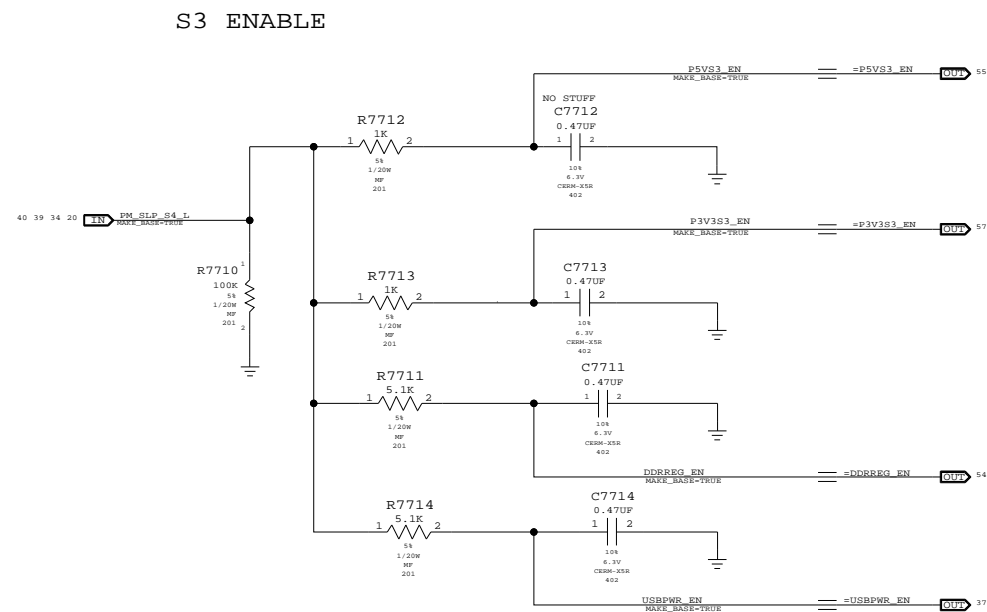 S3 ENABLE
P5VS3_EN
MAKE_BASE=TRUE
=P5VS3_EN
OUT 55
NO STUFF
C7712
0.47UF
1 2
10%
6.3V
CERM-X5R
402
R7712
1K
1 2
5%
1/20W
MF
201
40 39 34 20 IN PM_SLP_S4_L
MAKE_BASE=TRUE
P3V3S3_EN
MAKE_BASE=TRUE
=P3V3S3_EN
OUT 57
R7710
100K
5%
1/20W
MF
201
1
2
R7713
1K
1 2
5%
1/20W
MF
201
C7713
0.47UF
1 2
10%
6.3V
CERM-X5R
402
R7711
5.1K
1 2
5%
1/20W
MF
201
C7711
0.47UF
1 2
10%
6.3V
CERM-X5R
402
DDRREG_EN
MAKE_BASE=TRUE
=DDRREG_EN
OUT 54
R7714
5.1K
1 2
5%
1/20W
MF
201
C7714
0.47UF
1 2
10%
6.3V
CERM-X5R
402
USBPWR_EN
MAKE_BASE=TRUE
=USBPWR_EN
OUT 37